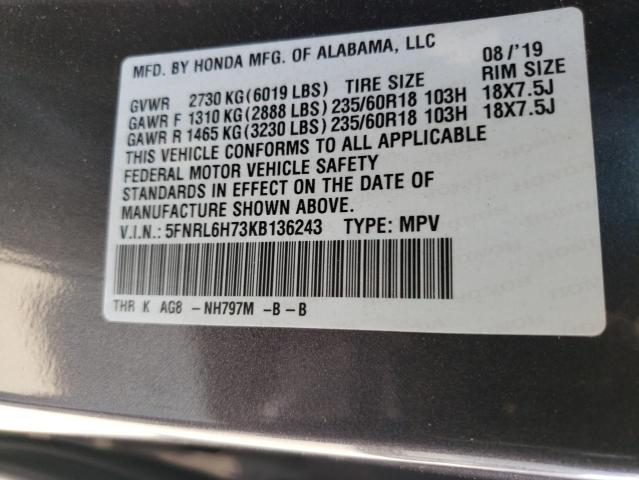 MFD. BY HONDA MFG. OF ALABAMA, LLC 08/'19
GVWR 2730 KG (6019 LBS) TIRE SIZE RIM SIZE
GAWR F 1310 KG (2888 LBS) 235/60R18 103H 18X7.5J
GAWR R 1465 KG (3230 LBS) 235/60R18 103H 18X7.5J
THIS VEHICLE CONFORMS TO ALL APPLICABLE
FEDERAL MOTOR VEHICLE SAFETY
STANDARDS IN EFFECT ON THE DATE OF
MANUFACTURE SHOWN ABOVE.
V.I.N.: 5FNRL6H73KB136243 TYPE: MPV
THR K AG8 - NH797M -B - B